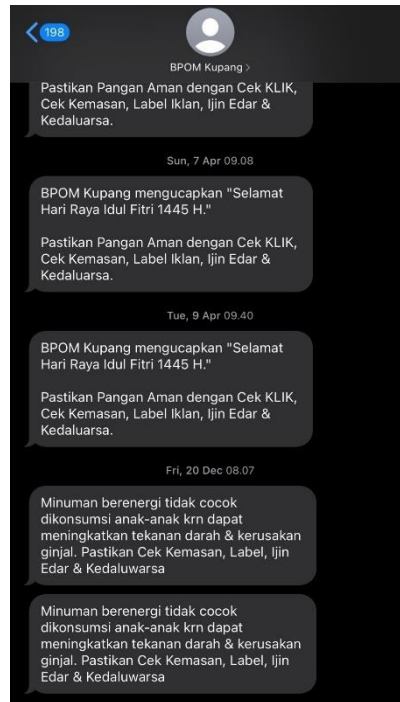 198
BPOM Kupang >
Pastikan Pangan Aman dengan Cek KLIK,
Cek Kemasan, Label Iklan, Ijin Edar &
Kedaluarsa.
Sun, 7 Apr 09.08
BPOM Kupang mengucapkan "Selamat
Hari Raya Idul Fitri 1445 H."
Pastikan Pangan Aman dengan Cek KLIK,
Cek Kemasan, Label Iklan, Ijin Edar &
Kedaluarsa.
Tue, 9 Apr 09.40
BPOM Kupang mengucapkan "Selamat
Hari Raya Idul Fitri 1445 H."
Pastikan Pangan Aman dengan Cek KLIK,
Cek Kemasan, Label Iklan, Ijin Edar &
Kedaluarsa.
Fri, 20 Dec 08.07
Minuman berenergi tidak cocok
dikonsumsi anak-anak krn dapat
meningkatkan tekanan darah & kerusakan
ginjal. Pastikan Cek Kemasan, Label, Ijin
Edar & Kedaluwarsa
Minuman berenergi tidak cocok
dikonsumsi anak-anak krn dapat
meningkatkan tekanan darah & kerusakan
ginjal. Pastikan Cek Kemasan, Label, Ijin
Edar & Kedaluwarsa